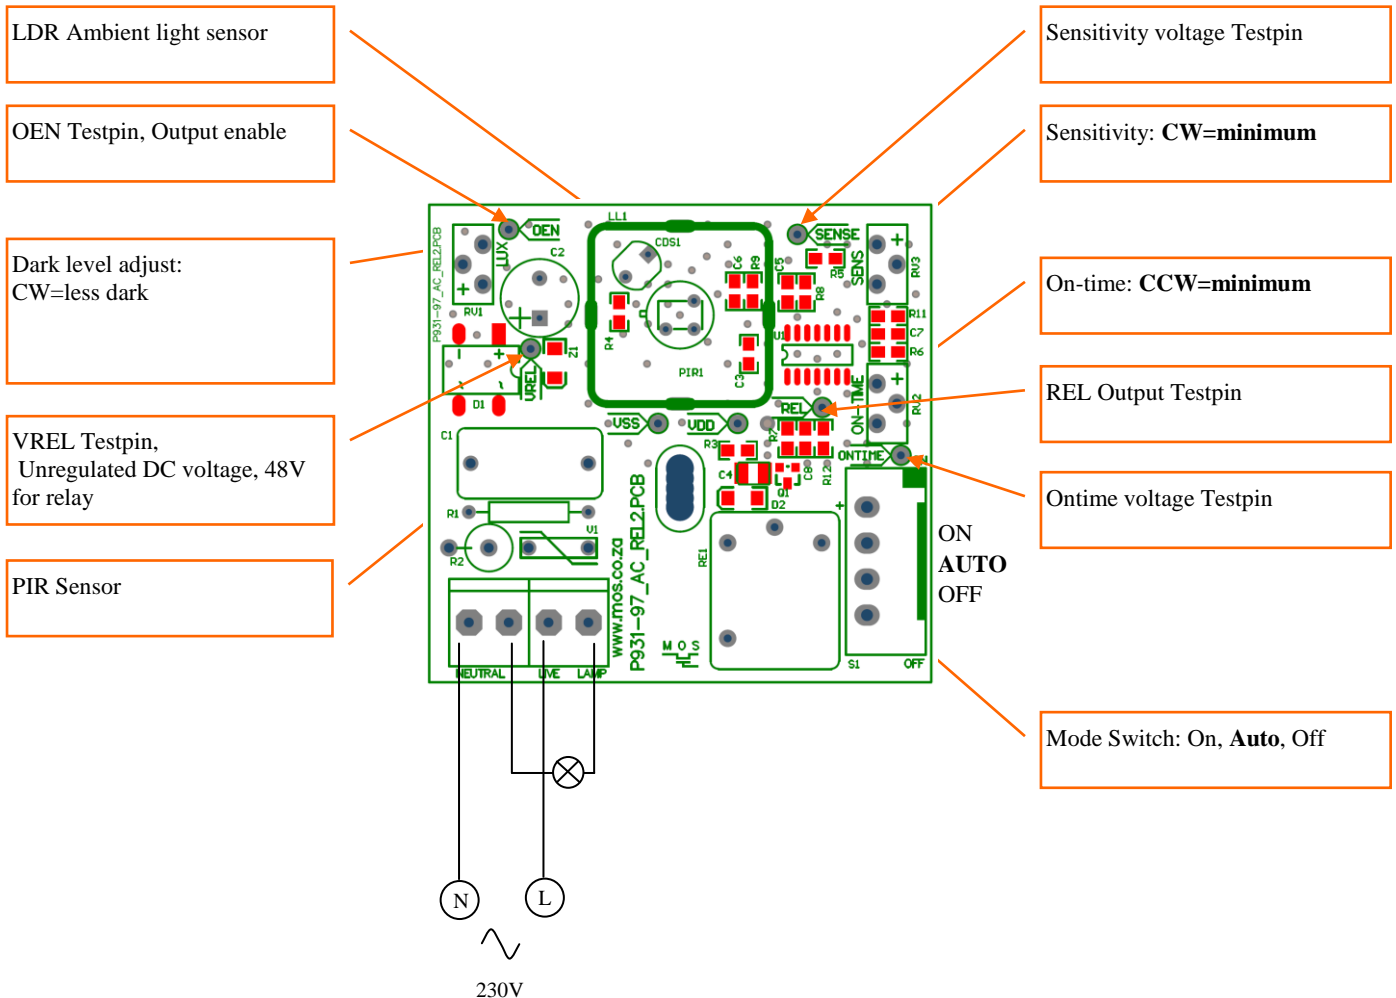 LDR Ambient light sensor
OEN Testpin, Output enable
Dark level adjust:
CW=less dark
VREL Testpin,
Unregulated DC voltage, 48V
for relay
PIR Sensor
Sensitivity voltage Testpin
Sensitivity: CW=minimum
On-time: CCW=minimum
REL Output Testpin
Ontime voltage Testpin
Mode Switch: On, Auto, Off
ON
AUTO
OFF
P931-97_AC_REL2.PCB
LUX
+
RV1
OEN
C2
+
LL1
CDS1
R4
PIR1
C6
R9
C3
C5
R8
SENSE
SENS
+
RV3
U1
R11
C7
R6
ON-TIME
+
RV2
ONTIME
REL
R7
C8
R12
Q1
VSS
VDD
R3
C4
D2
Z1
VREL
- +
~ ~
D1
C1
R1
R2
V1
RE1
+
S1
OFF
www.mos.co.za
P931-97_AC_REL2.PCB
MOS
NEUTRAL
LIVE
LAMP
N
L
230V